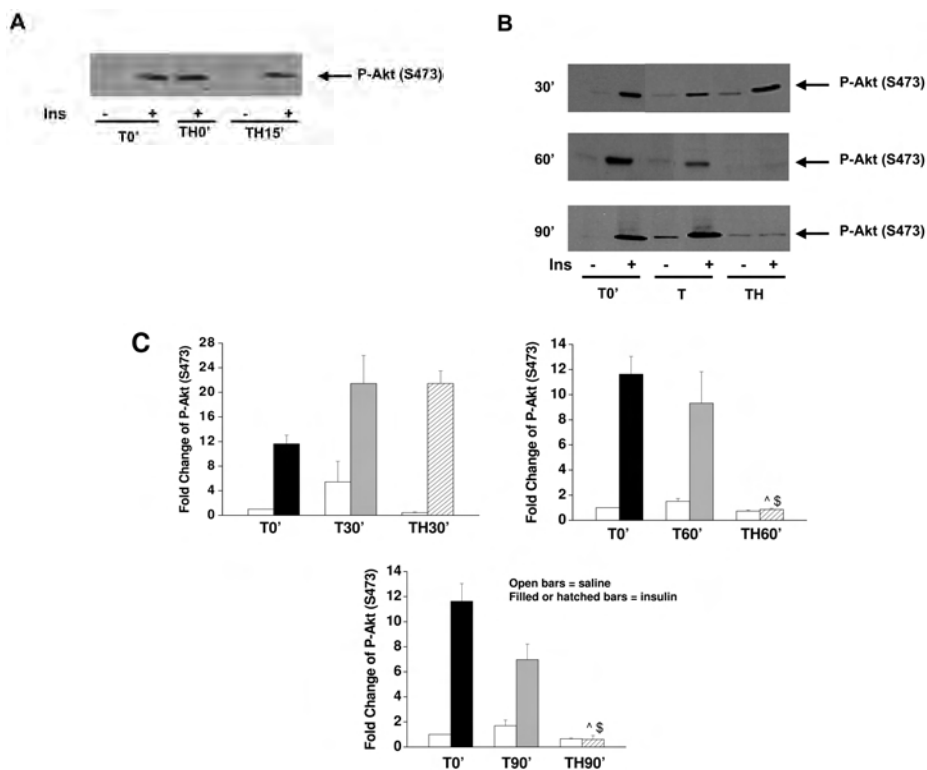 A
P-Akt (S473)
Ins - + + - +
T0' TH0' TH15'
B
30' P-Akt (S473)
60' P-Akt (S473)
90' P-Akt (S473)
Ins - + - + - +
T0' T TH
C
Fold Change of P-Akt (S473)
28
24
20
16
12
8
4
0
T0' T30' TH30'
Fold Change of P-Akt (S473)
14
12
10
8
6
4
2
0
^ $
T0' T60' TH60'
Fold Change of P-Akt (S473)
14
12
10
8
6
4
2
0
Open bars = saline
Filled or hatched bars = insulin
^ $
T0' T90' TH90'